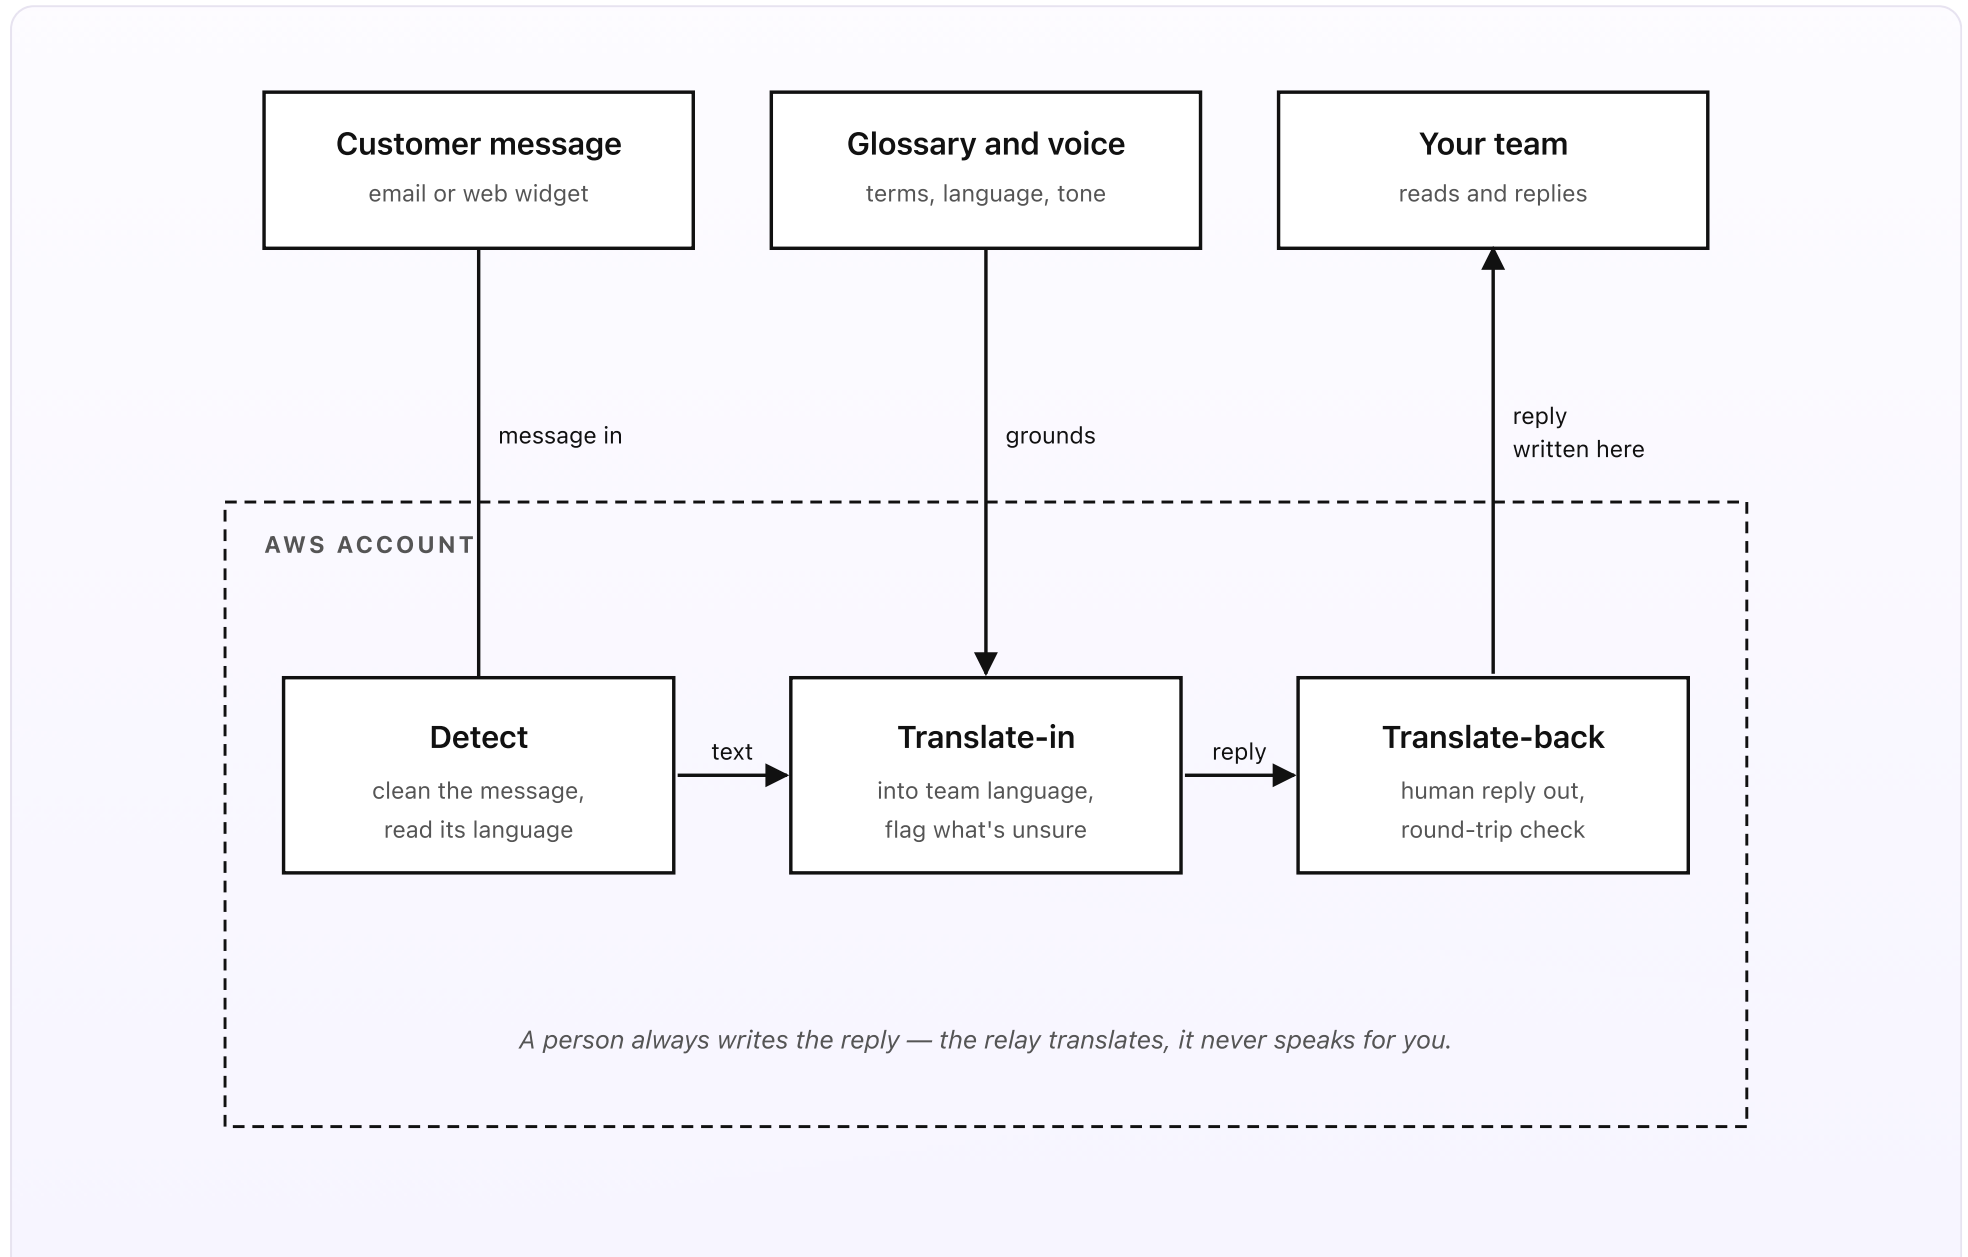 Customer message
email or web widget
Glossary and voice
terms, language, tone
Your team
reads and replies
message in
grounds
reply
written here
AWS ACCOUNT
Detect
clean the message,
read its language
text
Translate-in
into team language,
flag what's unsure
reply
Translate-back
human reply out,
round-trip check
A person always writes the reply — the relay translates, it never speaks for you.